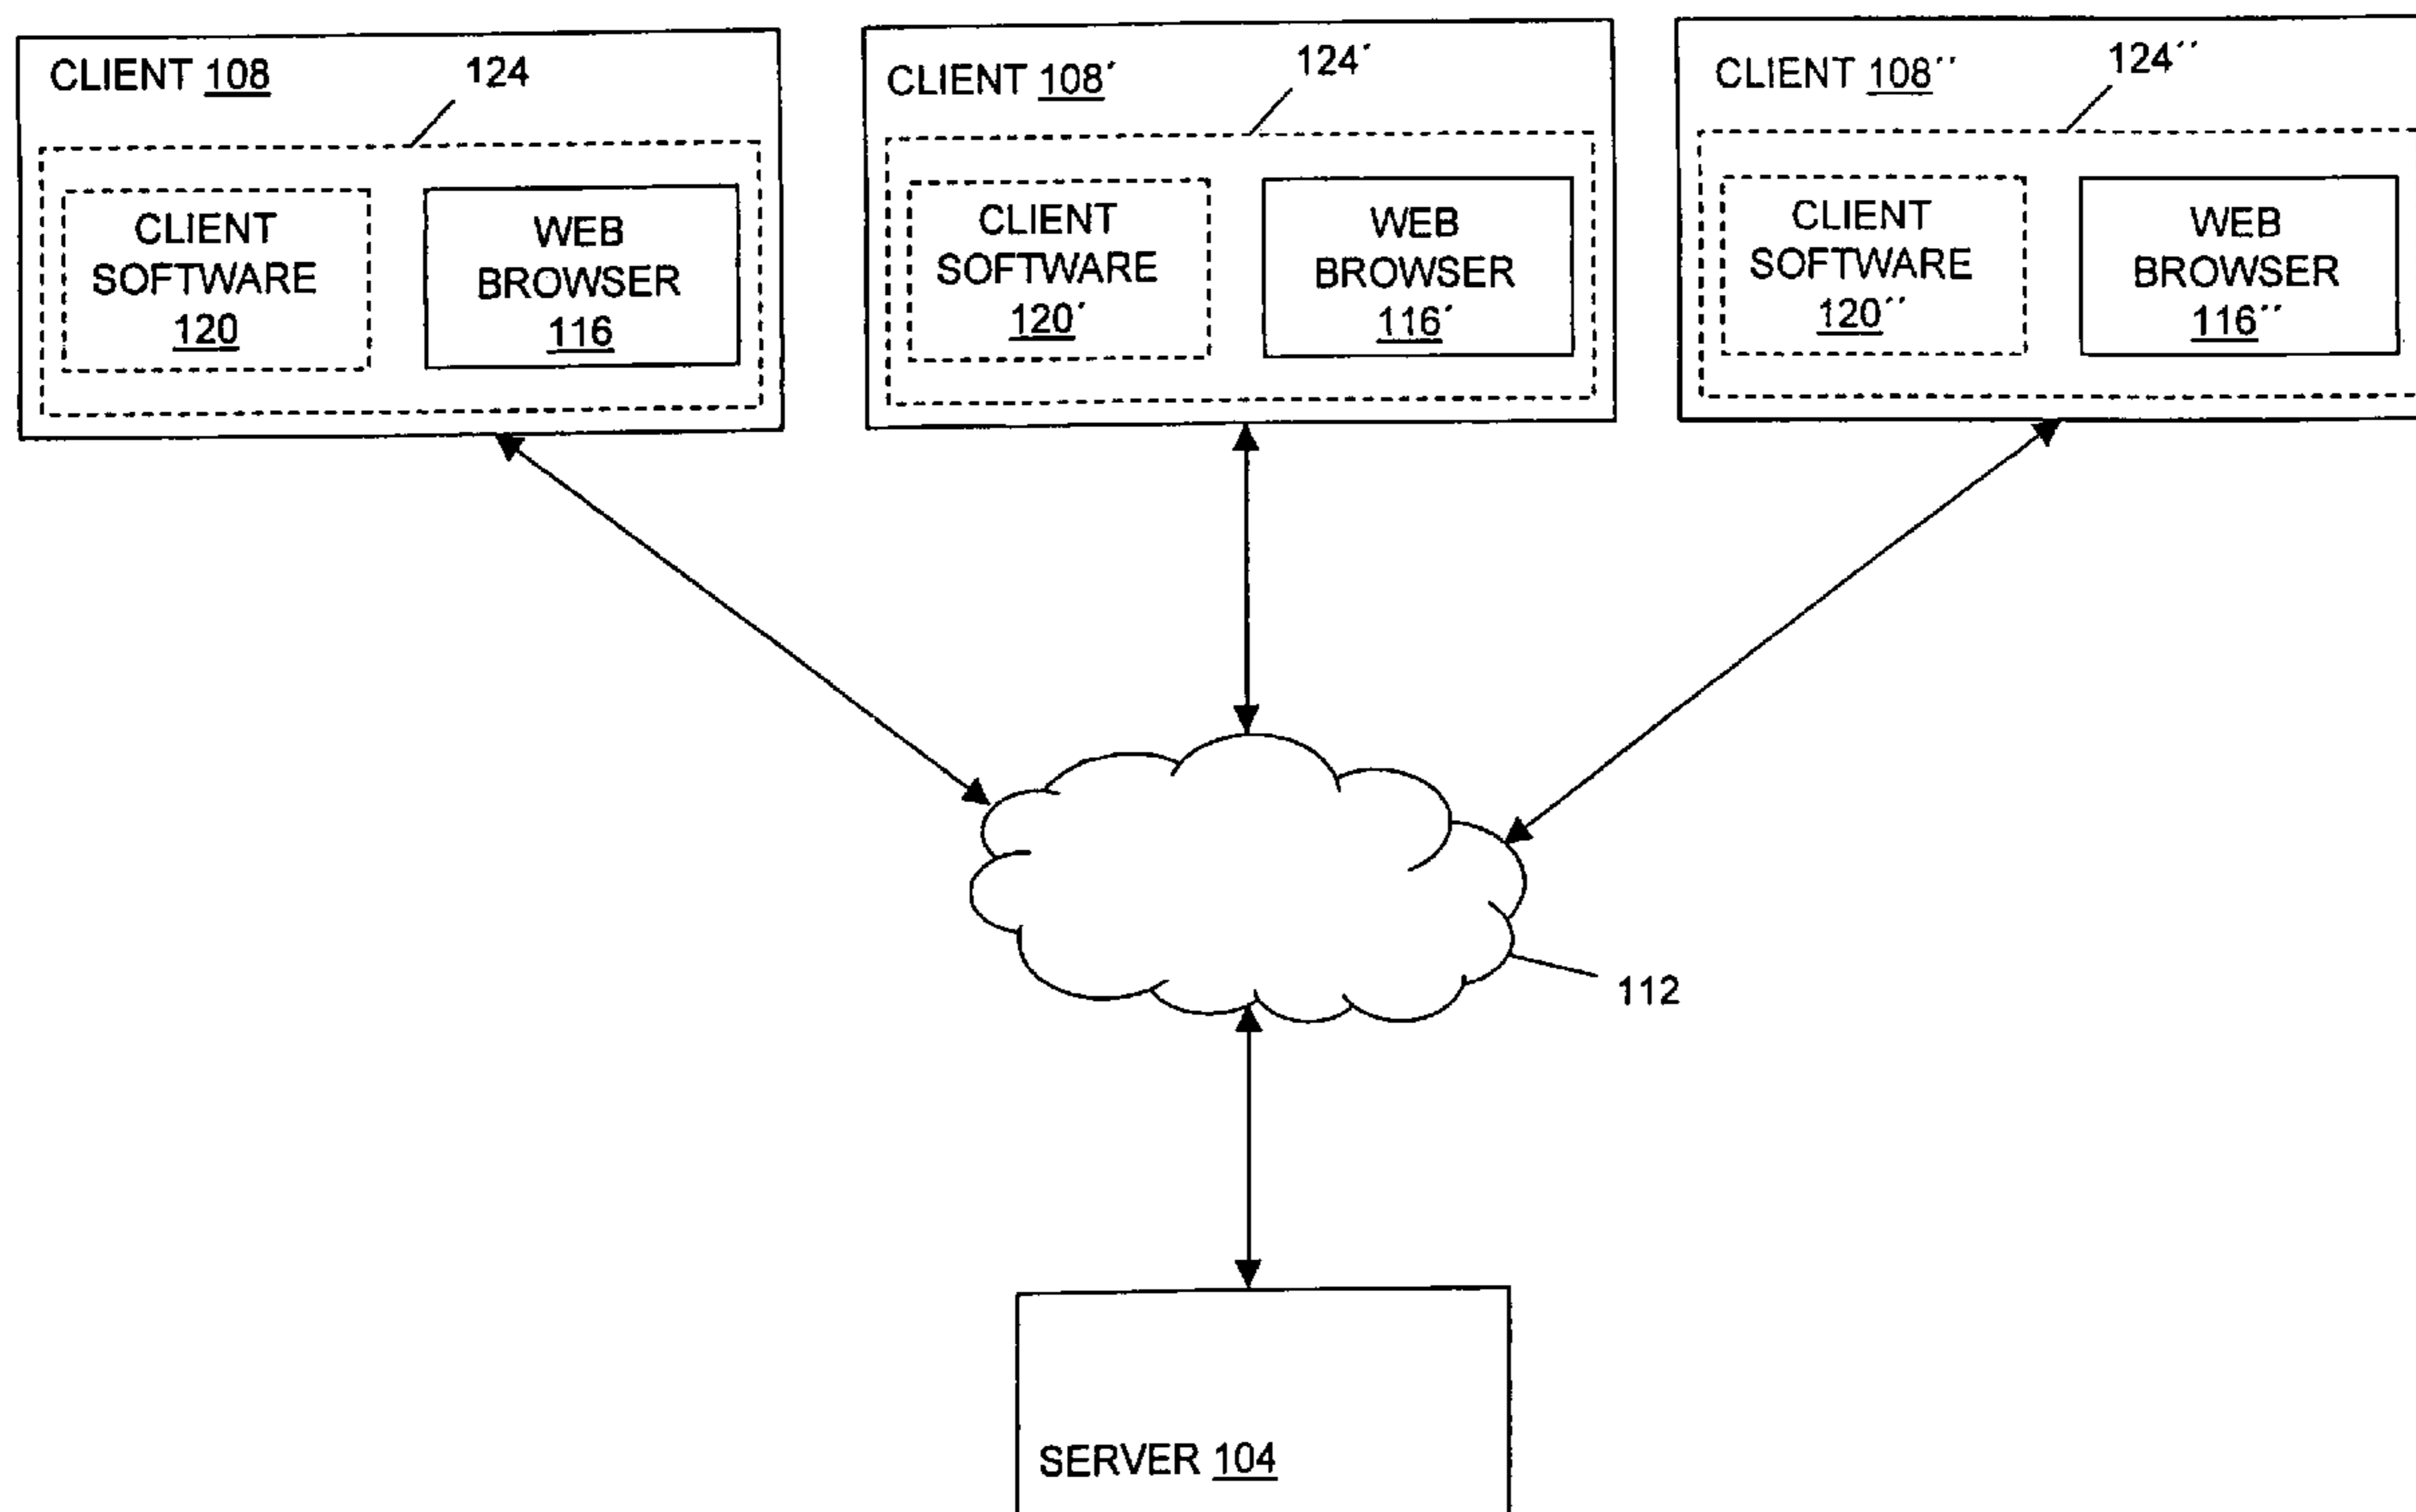 CLIENT 108
124
CLIENT
SOFTWARE
120
WEB
BROWSER
116
CLIENT 108´
124´
CLIENT
SOFTWARE
120´
WEB
BROWSER
116´
CLIENT 108´´
124´´
CLIENT
SOFTWARE
120´´
WEB
BROWSER
116´´
112
SERVER 104